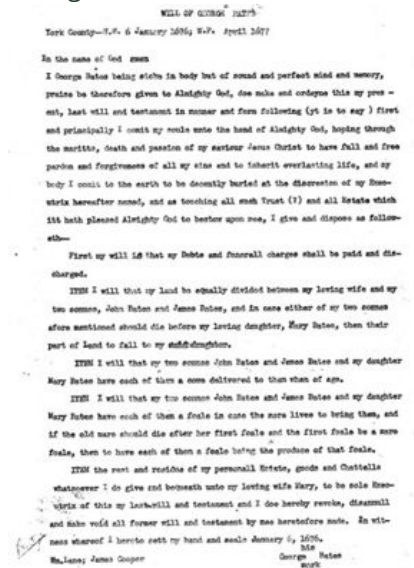 WILL OF GEORGE BATES
York County—W.W. 6 January 1676; W.P. April 1677
In the name of God amen
I George Bates being sicke in body but of sound and perfect mind and memory,
praise be therefore given to Almighty God, doe make and ordayne this my pres-
ent, last will and testament in manner and form following (yt is to say ) first
and principally I comit my soule unto the hand of Almighty God, hoping through
the meritts, death and passion of my saviour Jesus Christ to have full and free
pardon and forgiveness of all my sins and to inherit everlasting life, and my
body I comit to the earth to be decently buried at the discresion of my Exec-
utrix hereafter named, and as touching all such Trust (?) and all Estate which
itt hath pleased Almighty God to bestow upon mee, I give and dispose as follow-
eth—
First my will is that my Debts and funerall charges shall be paid and dis-
charged.
ITEM I will that my land be equally divided between my loving wife and my
two sonnes, John Bates and James Bates, and in case either of my two sonnes
afore mentioned should die before my loving daughter, Mary Bates, then their
part of Land to fall to my daughter.
ITEM I will that my two sonnes John Bates and James Bates and my daughter
Mary Bates have each of them a cowe delivered to them when of age.
ITEM I will that my two sonnes John Bates and James Bates and my daughter
Mary Bates have each of them a foale in case the mare lives to bring them, and
if the old mare should die after her first foale and the first foale be a mare
foale, then to have each of them a foale being the produce of that foale.
ITEM the rest and residue of my personall Estate, goods and Chattells
whatsoever I do give and bequeath unto my loving wife Mary, to be sole Exec-
utrix of this my last will and testament and I doe hereby revoke, disannull
and make void all former will and testament by mee heretofore made. In wit-
ness whereof I hereto sett my hand and seale January 6, 1676.
his
Wm.Lane; James Cooper George Bates
mark